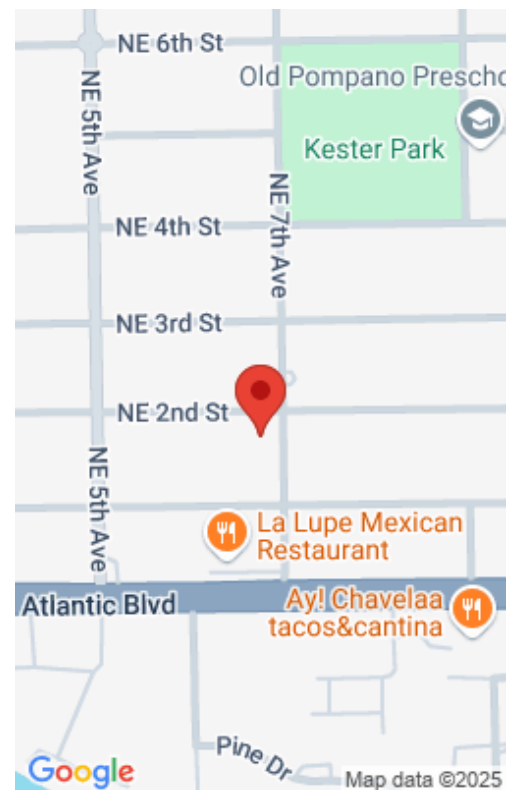 NE 6th St
Old Pompano Prescho
NE 5th Ave
Kester Park
NE 7th Ave
NE 4th St
NE 3rd St
NE 2nd St
NE 5th Ave
La Lupe Mexican
Restaurant
Atlantic Blvd
Ay! Chavelaa
tacos&cantina
Pine Dr
Google
Map data ©2025